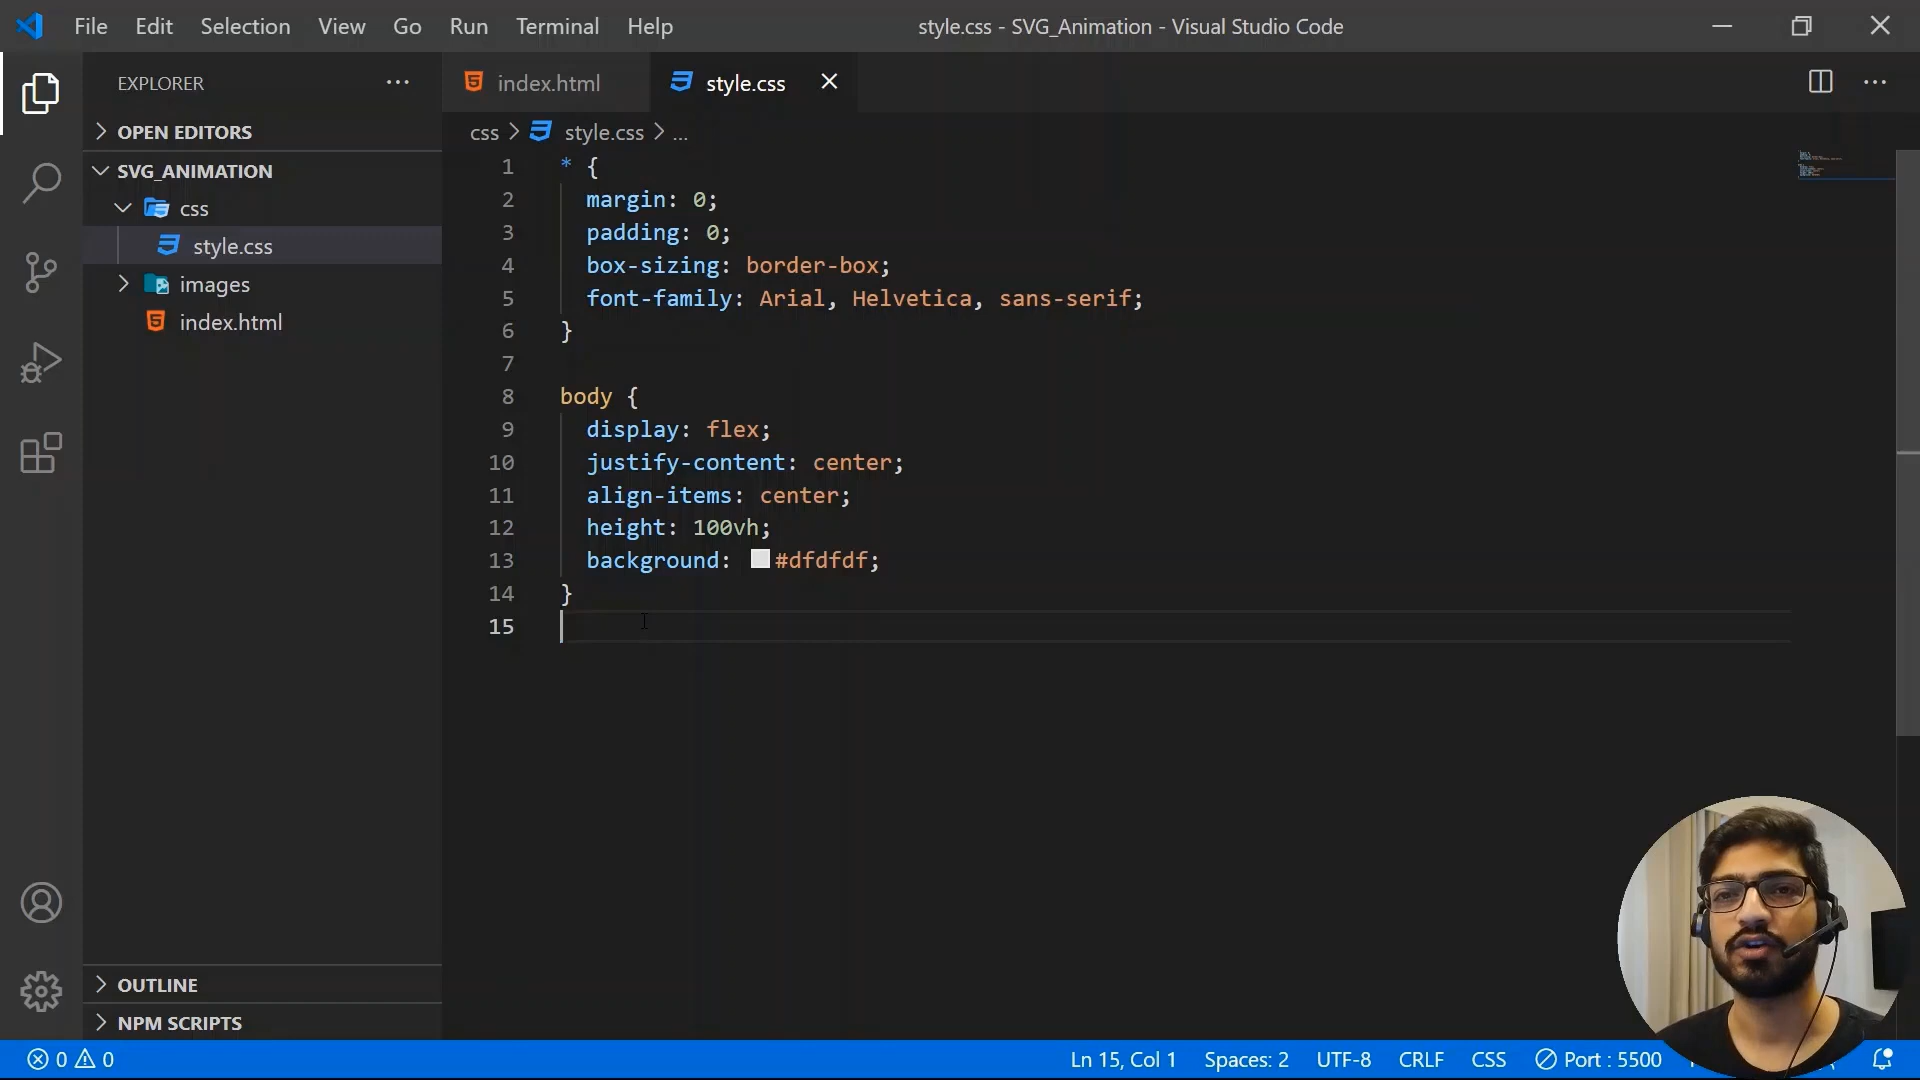 File Edit Selection View Go Run Terminal Help
style.css - SVG_Animation - Visual Studio Code
EXPLORER
OPEN EDITORS
SVG_ANIMATION
css
style.css
images
index.html
OUTLINE
NPM SCRIPTS
index.html style.css
css > style.css > ...
1 * {
2 margin: 0;
3 padding: 0;
4 box-sizing: border-box;
5 font-family: Arial, Helvetica, sans-serif;
6 }
7
8 body {
9 display: flex;
10 justify-content: center;
11 align-items: center;
12 height: 100vh;
13 background: #dfdfdf;
14 }
15
0 0 Ln 15, Col 1 Spaces: 2 UTF-8 CRLF CSS Port : 5500